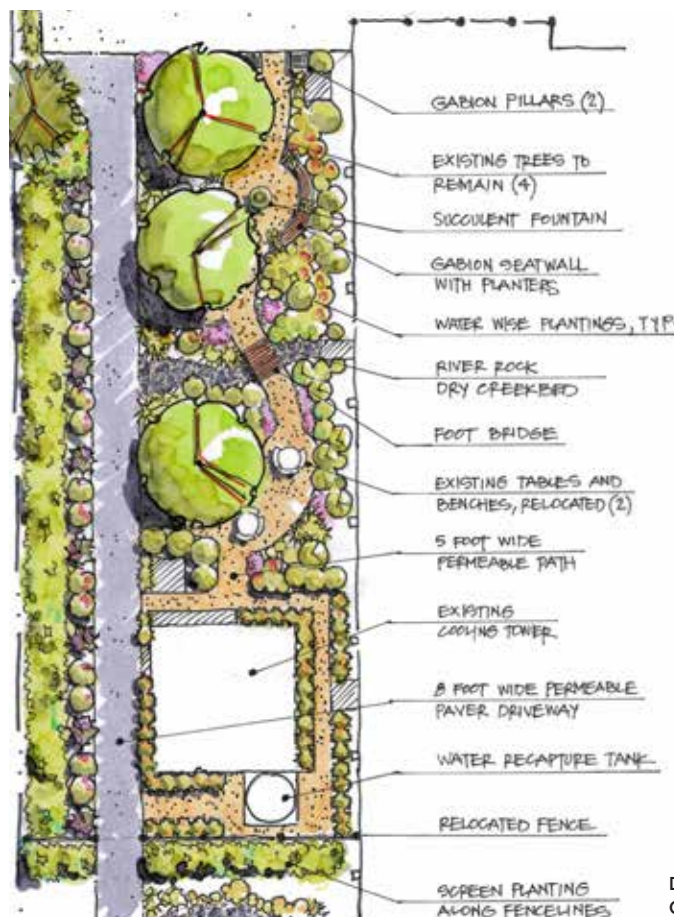 GABION PILLARS (2)
EXISTING TREES TO
REMAIN (4)
SUCCULENT FOUNTAIN
GABION SEATWALL
WITH PLANTERS
WATER WISE PLANTINGS, TYP
RIVER ROCK
DRY CREEKBED
FOOT BRIDGE
EXISTING TABLES AND
BENCHES, RELOCATED (2)
5 FOOT WIDE
PERMEABLE PATH
EXISTING
COOLING TOWER
8 FOOT WIDE PERMEABLE
PAVER DRIVEWAY
WATER RECAPTURE TANK
RELOCATED FENCE
SCREEN PLANTING
ALONG FENCELINES